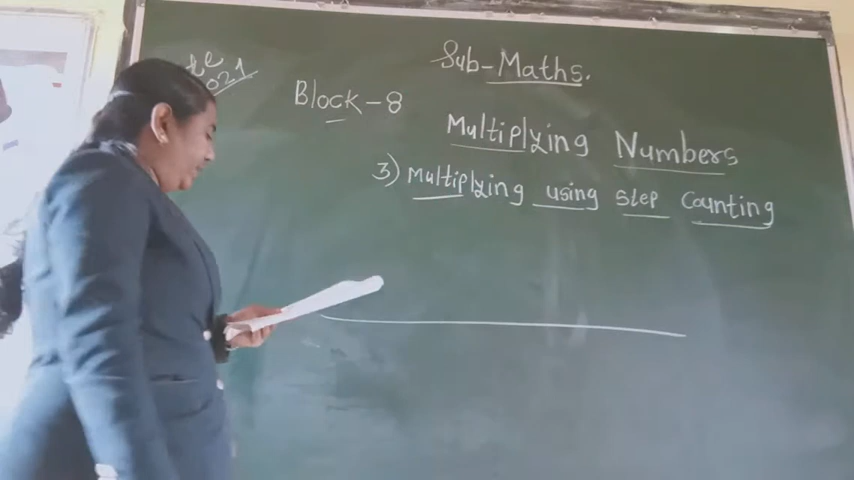 Sub-Maths.
Block-8
Multiplying Numbers
3) Multiplying using step Counting